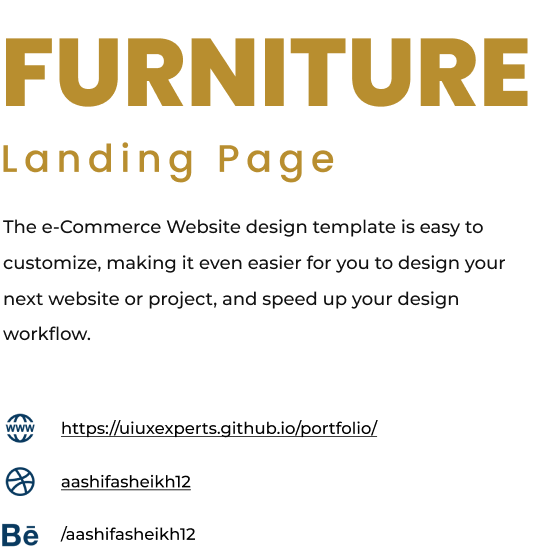 FURNITURE
Landing Page
The e-Commerce Website design template is easy to
customize, making it even easier for you to design your
next website or project, and speed up your design
workflow.
WWW https://uiuxexperts.github.io/portfolio/
aashifasheikh12
Bē /aashifasheikh12